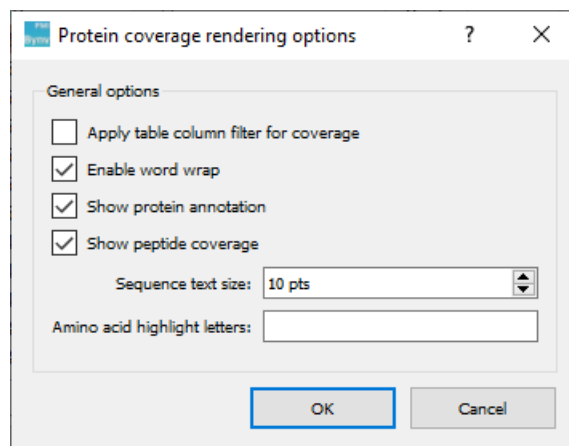 Protein coverage rendering options
General options
Apply table column filter for coverage
Enable word wrap
Show protein annotation
Show peptide coverage
Sequence text size: 10 pts
Amino acid highlight letters:
OK Cancel